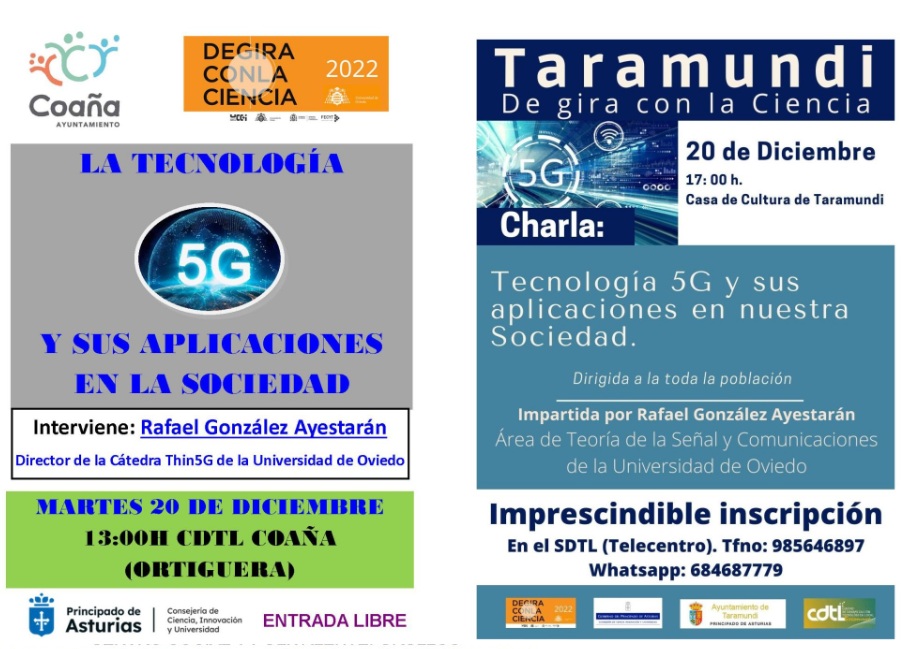 Coaña
AYUNTAMIENTO
DEGIRA
CONLA
CIENCIA
2022
LA TECNOLOGÍA
5G
Y SUS APLICACIONES
EN LA SOCIEDAD
Interviene: Rafael González Ayestarán
Director de la Cátedra Thin5G de la Universidad de Oviedo
MARTES 20 DE DICIEMBRE
13:00H CDTL COAÑA
(ORTIGUERA)
Principado de
Asturias
Consejería de
Ciencia, Innovación
y Universidad
ENTRADA LIBRE
Taramundi
De gira con la Ciencia
5G
20 de Diciembre
17: 00 h.
Casa de Cultura de Taramundi
Charla:
Tecnología 5G y sus
aplicaciones en nuestra
Sociedad.
Dirigida a la toda la población
Impartida por Rafael González Ayestarán
Área de Teoría de la Señal y Comunicaciones
de la Universidad de Oviedo
Imprescindible inscripción
En el SDTL (Telecentro). Tfno: 985646897
Whatsapp: 684687779
DEGIRA
CONLA
CIENCIA
2022
Ayuntamiento de
Taramundi
PRINCIPADO DE ASTURIAS
cdtl